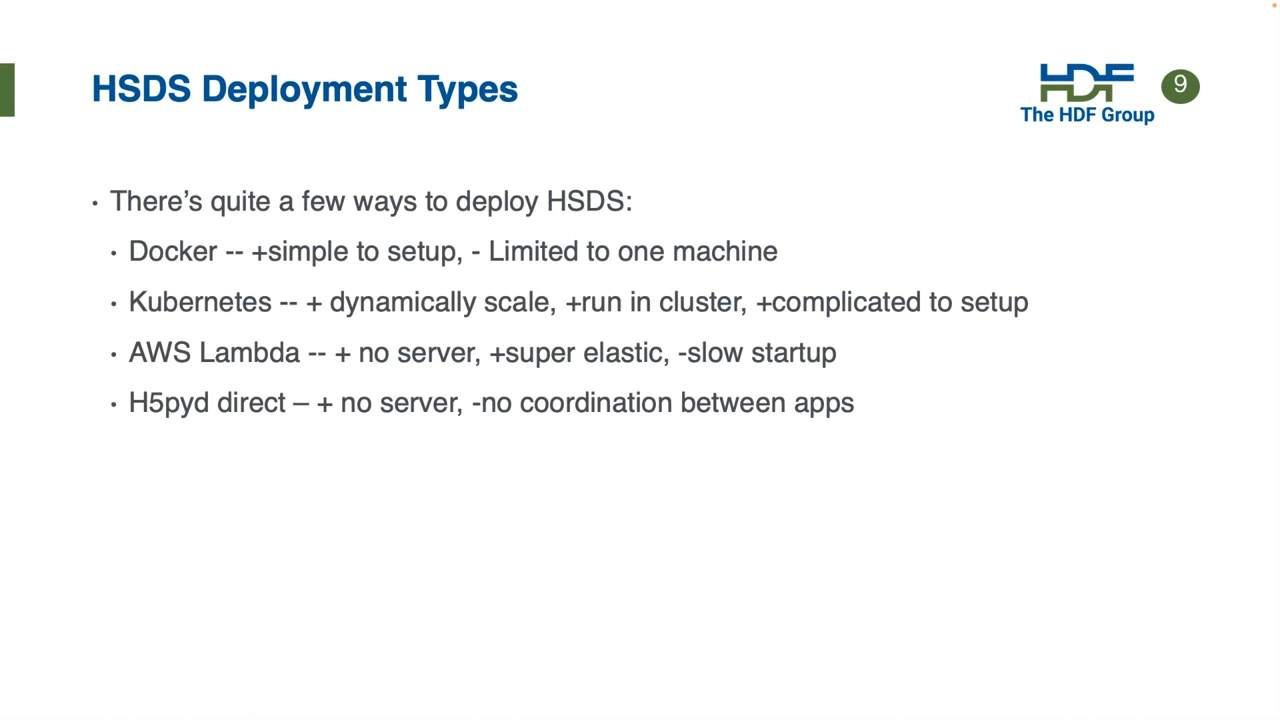 HSDS Deployment Types
HDF
The HDF Group
9
• There’s quite a few ways to deploy HSDS:
• Docker -- +simple to setup, - Limited to one machine
• Kubernetes -- + dynamically scale, +run in cluster, +complicated to setup
• AWS Lambda -- + no server, +super elastic, -slow startup
• H5pyd direct – + no server, -no coordination between apps